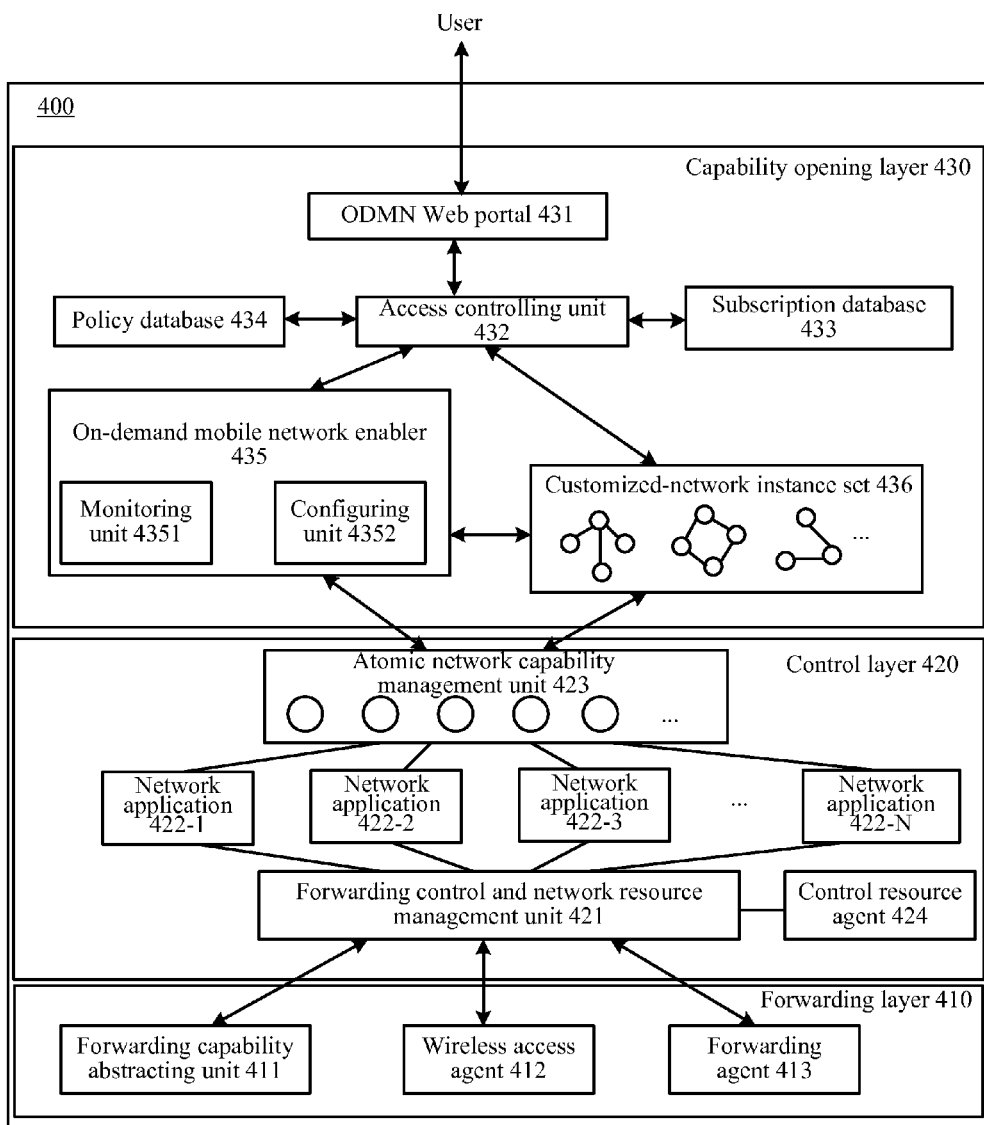 User
400
Capability opening layer 430
ODMN Web portal 431
Policy database 434
Access controlling unit
432
Subscription database
433
On-demand mobile network enabler
435
Monitoring
unit 4351
Configuring
unit 4352
Customized-network instance set 436
...
Atomic network capability
management unit 423
...
Control layer 420
Network
application
422-1
Network
application
422-2
Network
application
422-3
...
Network
application
422-N
Forwarding control and network resource
management unit 421
Control resource
agent 424
Forwarding layer 410
Forwarding capability
abstracting unit 411
Wireless access
agent 412
Forwarding
agent 413